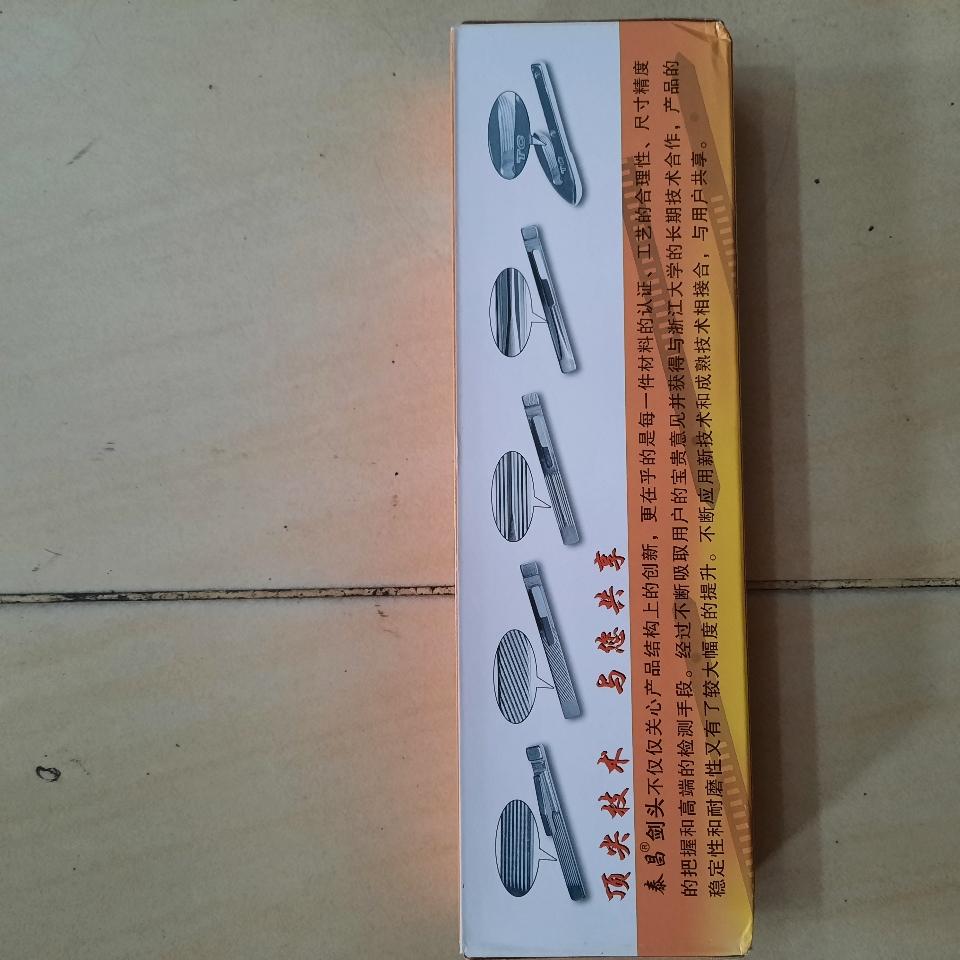 TC
TC
顶尖技术 与您共享
泰昌®剑头不仅仅关心产品结构上的创新，更在乎的是每一件材料的认证、工艺的合理性、尺寸精度
的把握和高端的检测手段。经过不断吸取用户的宝贵意见并获得与浙江大学的长期技术合作，产品的
稳定性和耐磨性又有了较大幅度的提升。不断应用新技术和成熟技术相接合，与用户共享。